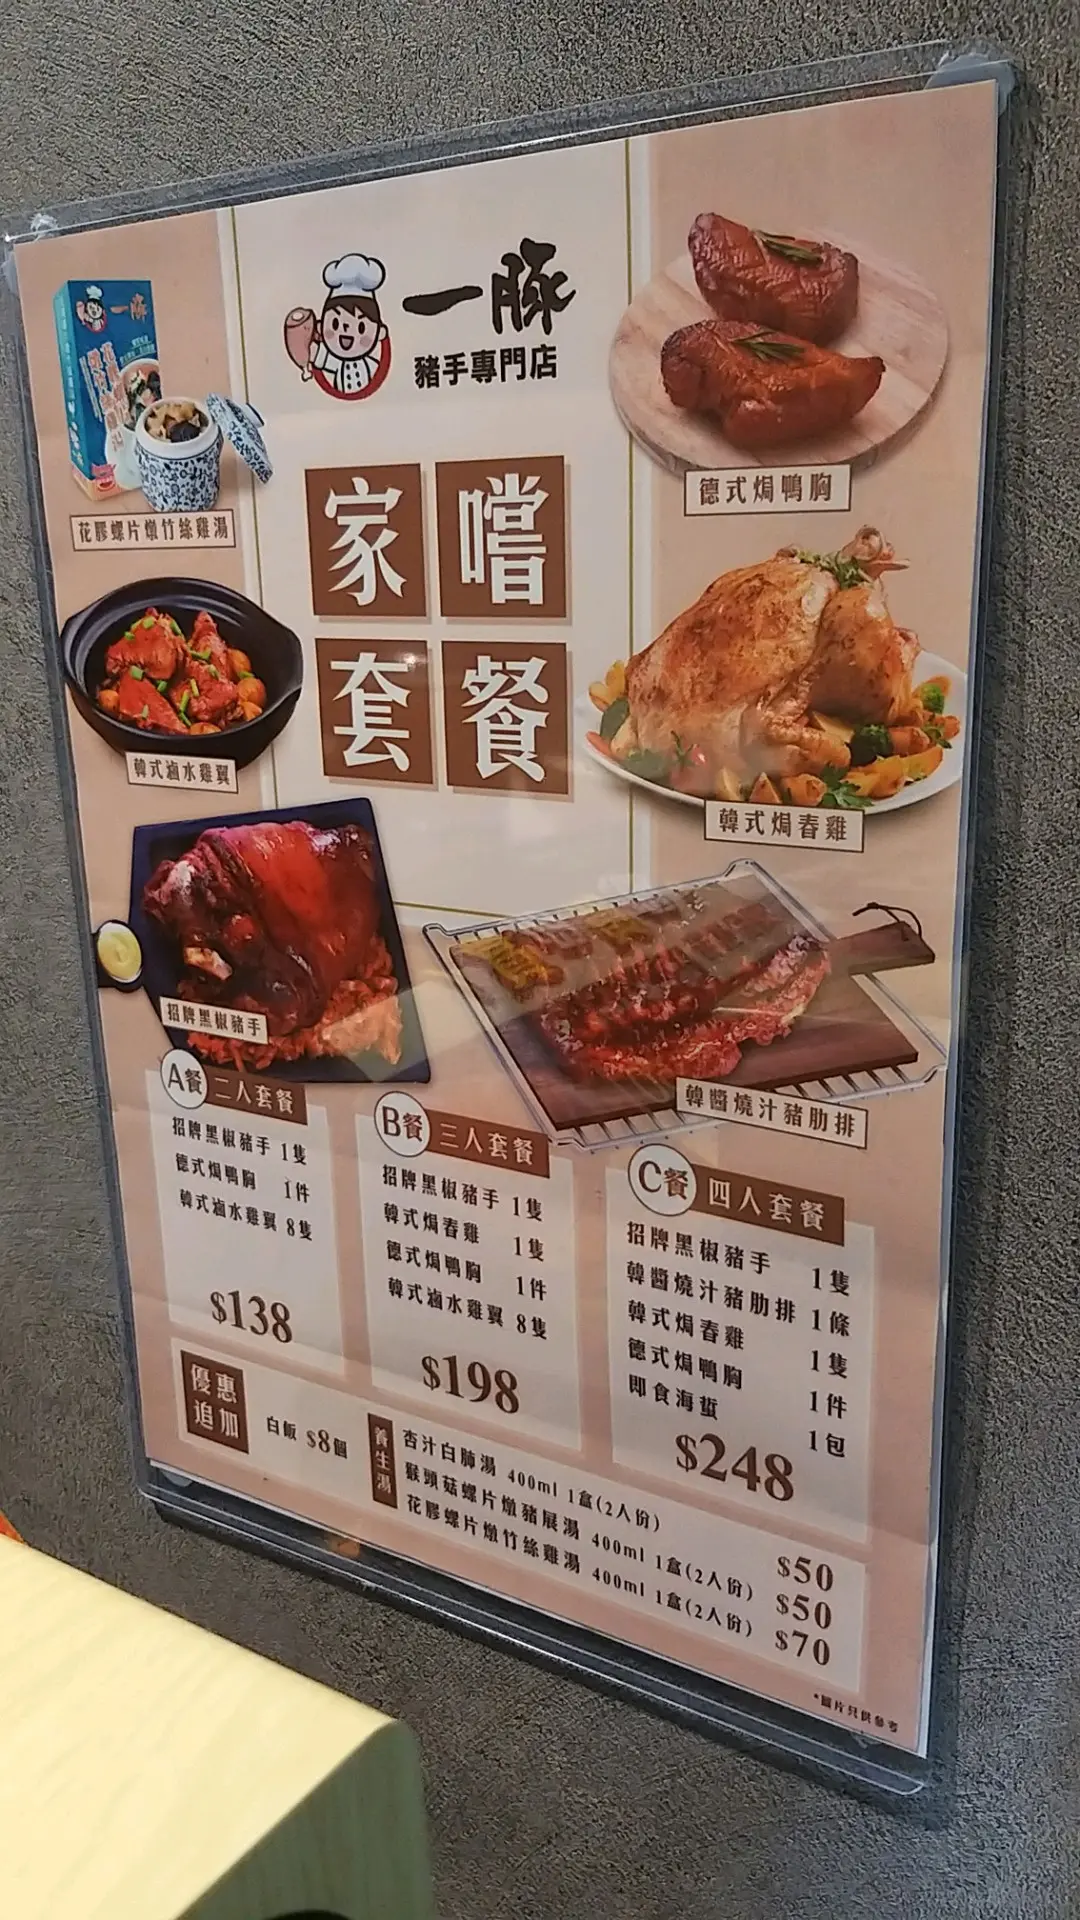 一豚
豬手專門店
一豚
家嚐
套餐
花膠螺片燉竹絲雞湯
德式焗鴨胸
韓式滷水雞翼
韓式焗春雞
招牌黑椒豬手
韓醬燒汁豬肋排
A餐 二人套餐
招牌黑椒豬手 1隻
德式焗鴨胸 1件
韓式滷水雞翼 8隻
$138
B餐 三人套餐
招牌黑椒豬手 1隻
韓式焗春雞 1隻
德式焗鴨胸 1件
韓式滷水雞翼 8隻
$198
C餐 四人套餐
招牌黑椒豬手 1隻
韓醬燒汁豬肋排 1條
韓式焗春雞 1隻
德式焗鴨胸 1件
即食海蜇 1包
$248
優惠
追加
白飯 $8個
養生湯
杏汁白肺湯 400ml 1盒(2人份) $50
猴頭菇螺片燉豬展湯 400ml 1盒(2人份) $50
花膠螺片燉竹絲雞湯 400ml 1盒(2人份) $70
*圖片只供參考